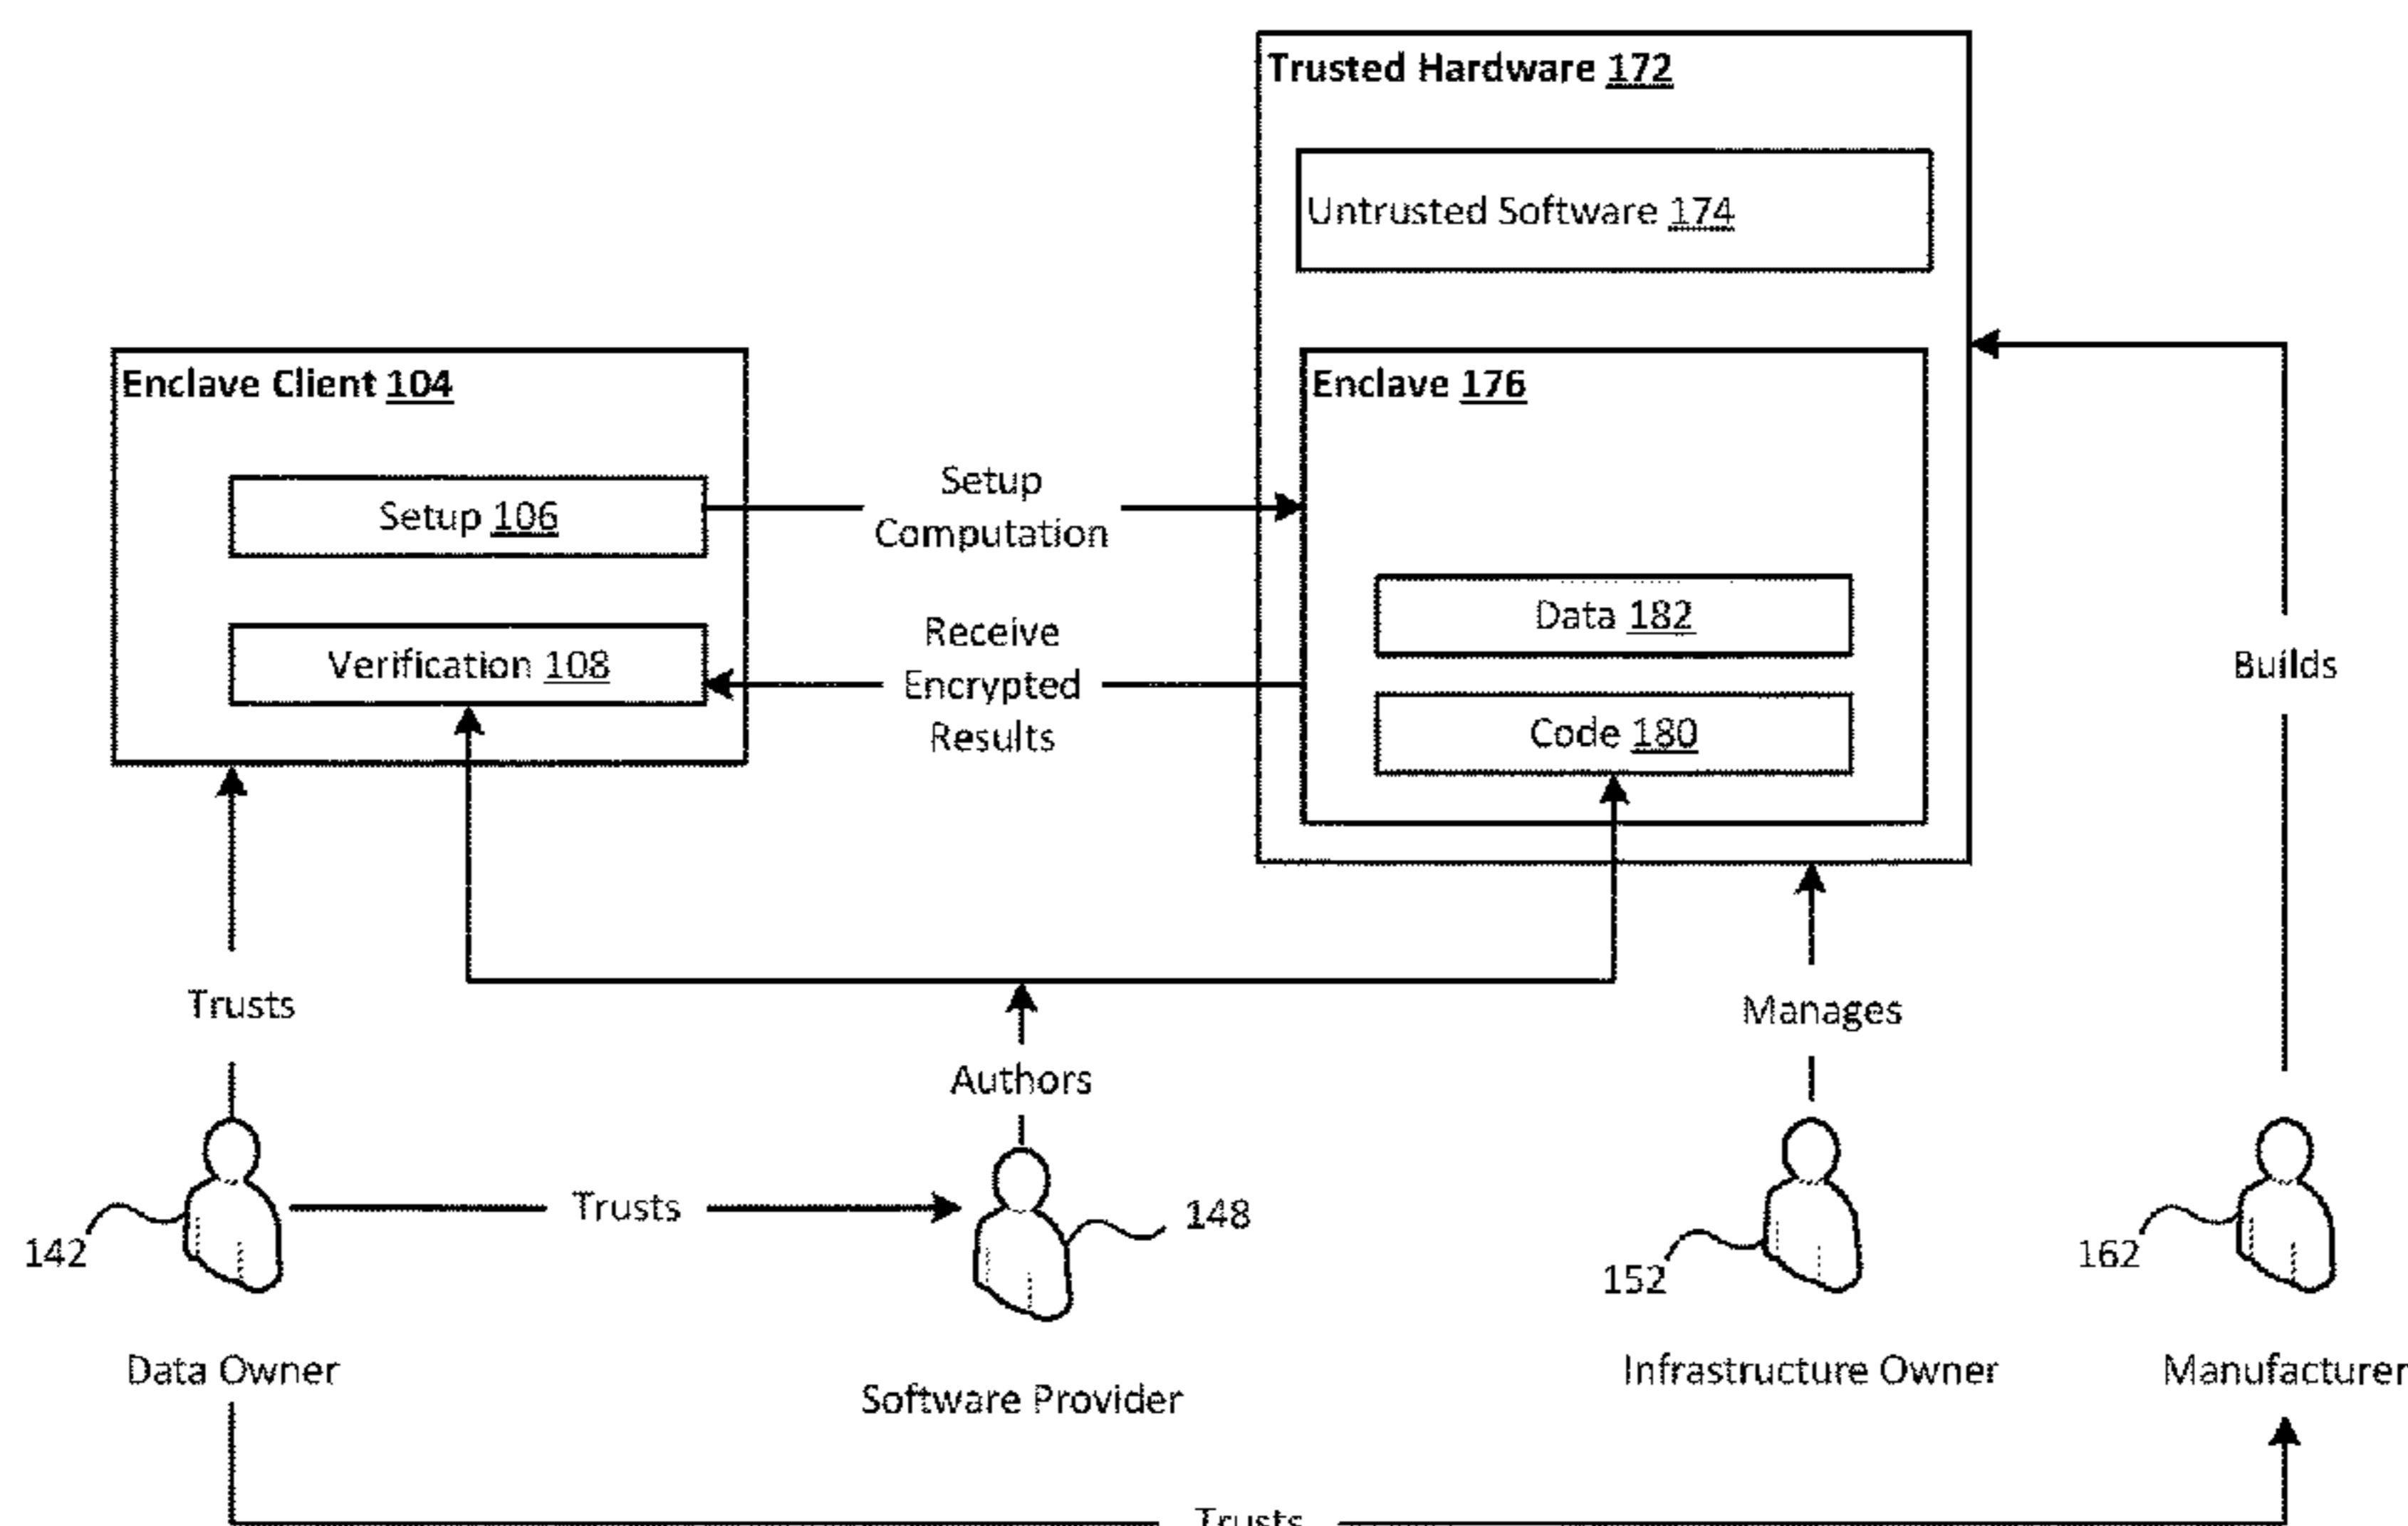 Trusted Hardware 172
Untrusted Software 174
Enclave Client 104
Enclave 176
Setup 106
Setup
Computation
Data 182
Verification 108
Receive
Encrypted
Results
Code 180
Builds
Trusts
Manages
Authors
Trusts
148
142
152
162
Data Owner
Software Provider
Infrastructure Owner
Manufacturer
Trusts